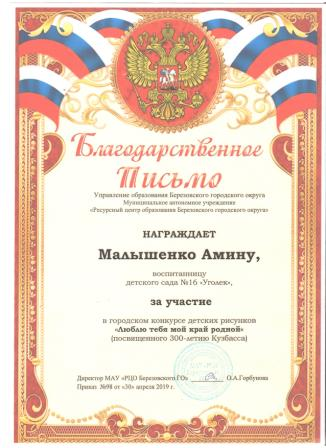 Благодарственное
Письмо
Управление образования Березовского городского округа
Муниципальное автономное учреждение
«Ресурсный центр образования Березовского городского округа»
НАГРАЖДАЕТ
Малышенко Амину,
воспитанницу
детского сада №16 «Уголек»,
за участие
в городском конкурсе детских рисунков
«Люблю тебя мой край родной»
(посвященного 300-летию Кузбасса)
Директор МАУ «РЦО Березовского ГО» О.А.Горбунова
Приказ №98 от «30» апреля 2019 г.